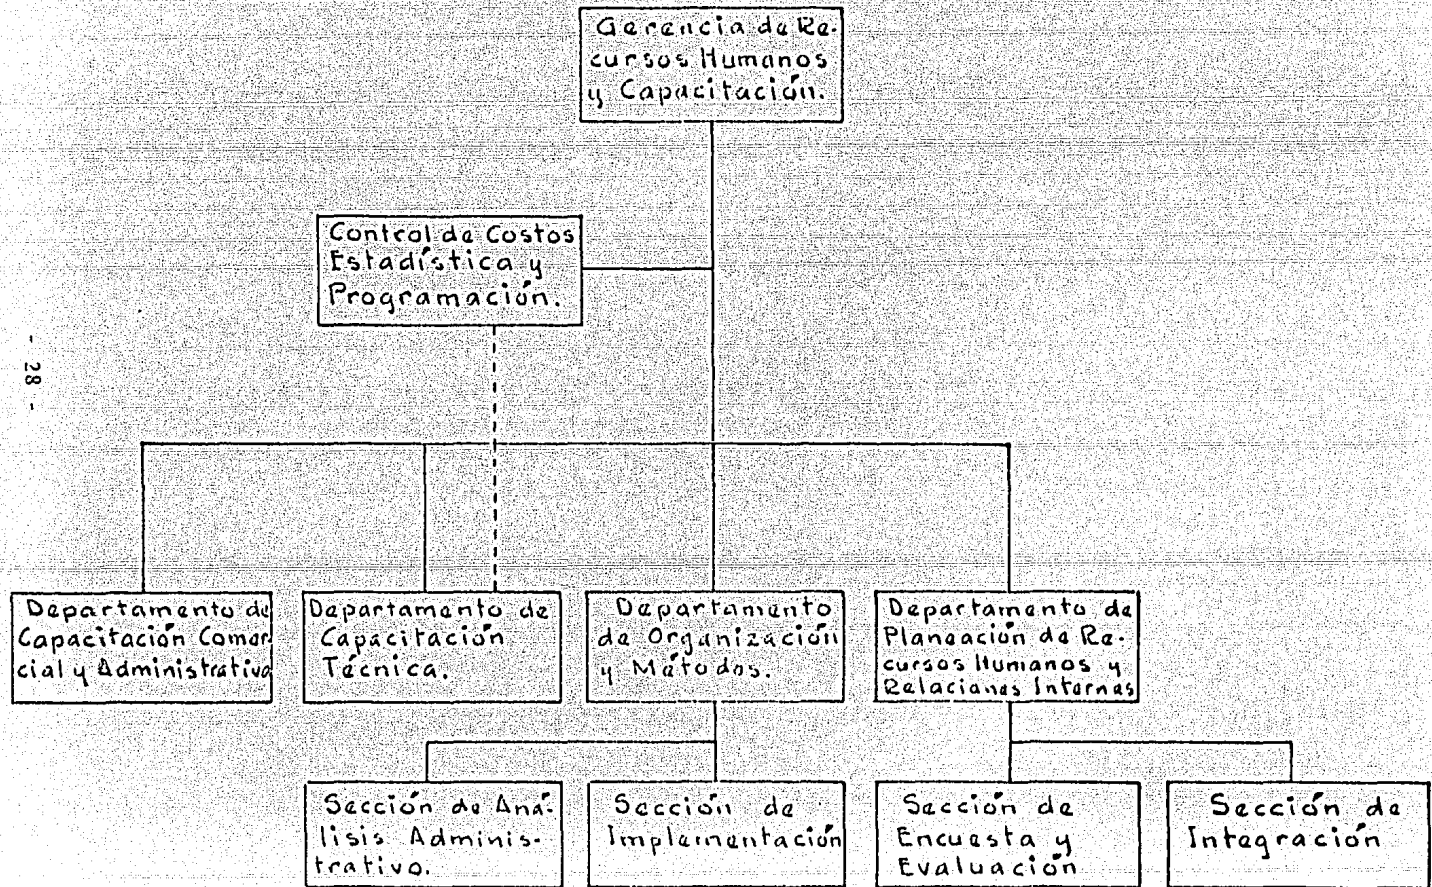 Gerencia de Re-
cursos Humanos
y Capacitación.
Control de Costos
Estadística y
Programación.
- 28 -
Departamento de
Capacitación Comer
cial y Administrativa
Departamento de
Capacitación
Técnica.
Departamento
de Organización
y Métodos.
Departamento de
Planeación de Re-
cursos Humanos y
Relaciones Internas
Sección de Aná-
lisis Adminis-
trativo.
Sección de
Implementación
Sección de
Encuesta y
Evaluación
Sección de
Integración